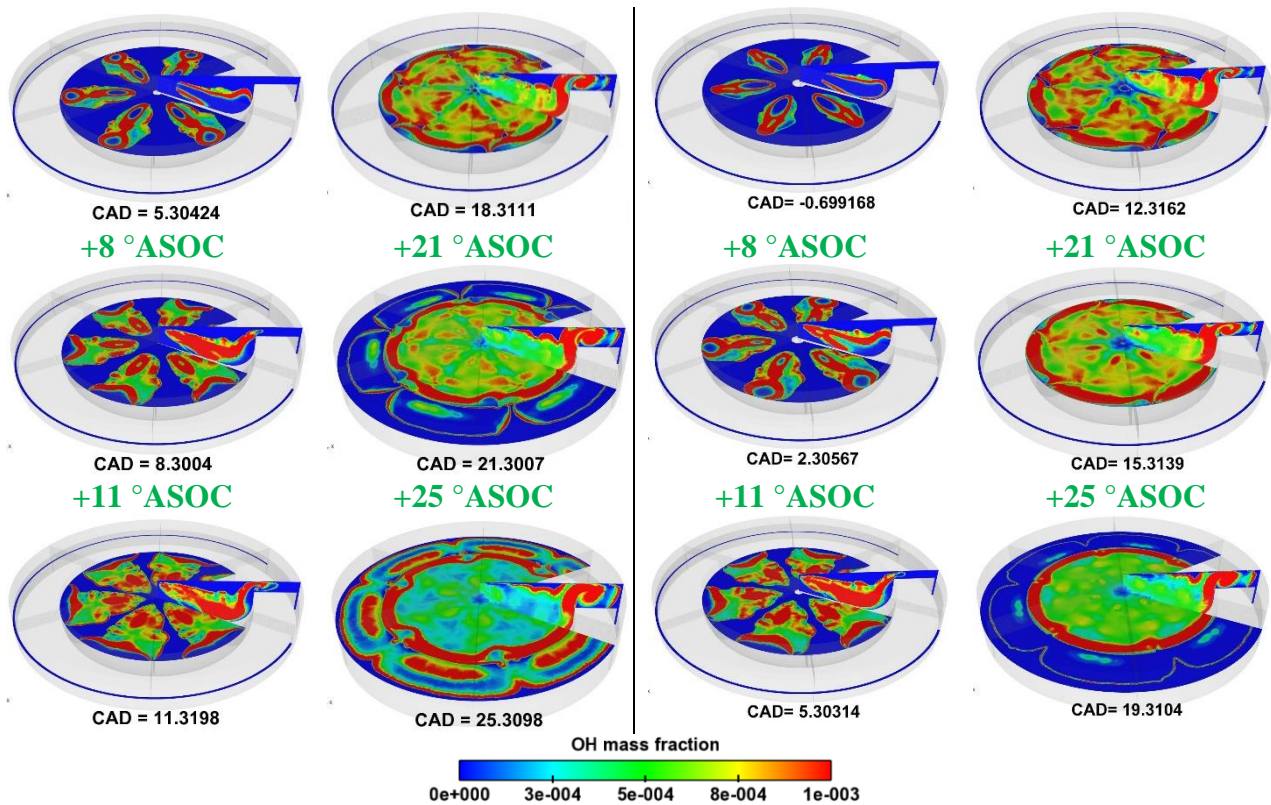 CAD = 5.30424
CAD = 18.3111
CAD= -0.699168
CAD= 12.3162
+8 °ASOC
+21 °ASOC
+8 °ASOC
+21 °ASOC
CAD = 8.3004
CAD = 21.3007
CAD= 2.30567
CAD= 15.3139
+11 °ASOC
+25 °ASOC
+11 °ASOC
+25 °ASOC
CAD = 11.3198
CAD = 25.3098
CAD= 5.30314
CAD= 19.3104
OH mass fraction
0e+000 3e-004 5e-004 8e-004 1e-003